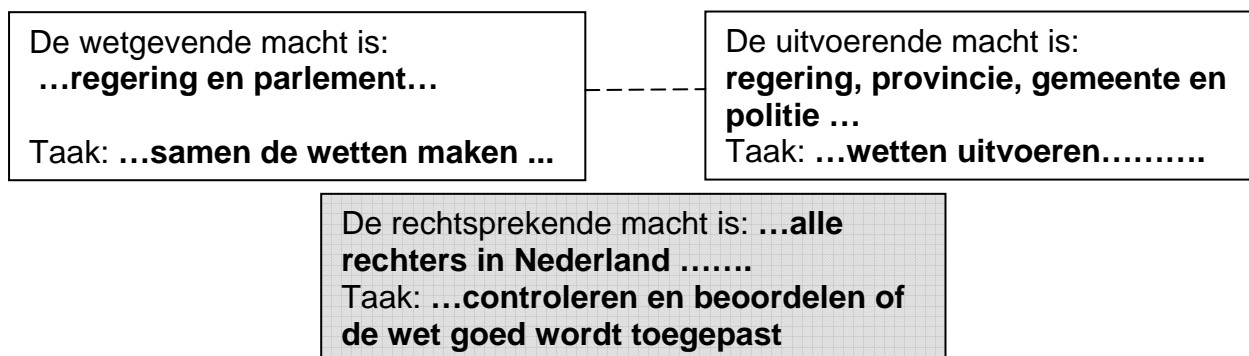 De wetgevende macht is:
…regering en parlement…
Taak: …samen de wetten maken ...
De uitvoerende macht is:
regering, provincie, gemeente en
politie …
Taak: …wetten uitvoeren……….
De rechtsprekende macht is: …alle
rechters in Nederland …….
Taak: …controleren en beoordelen of
de wet goed wordt toegepast